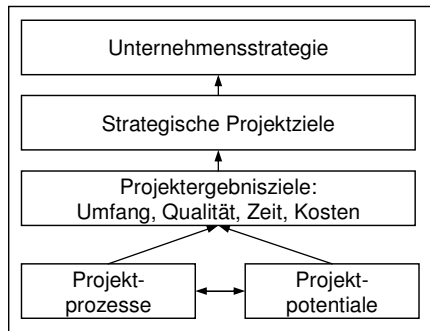 Unternehmensstrategie
Strategische Projektziele
Projektergebnisziele:
Umfang, Qualität, Zeit, Kosten
Projekt-
prozesse
Projekt-
potentiale